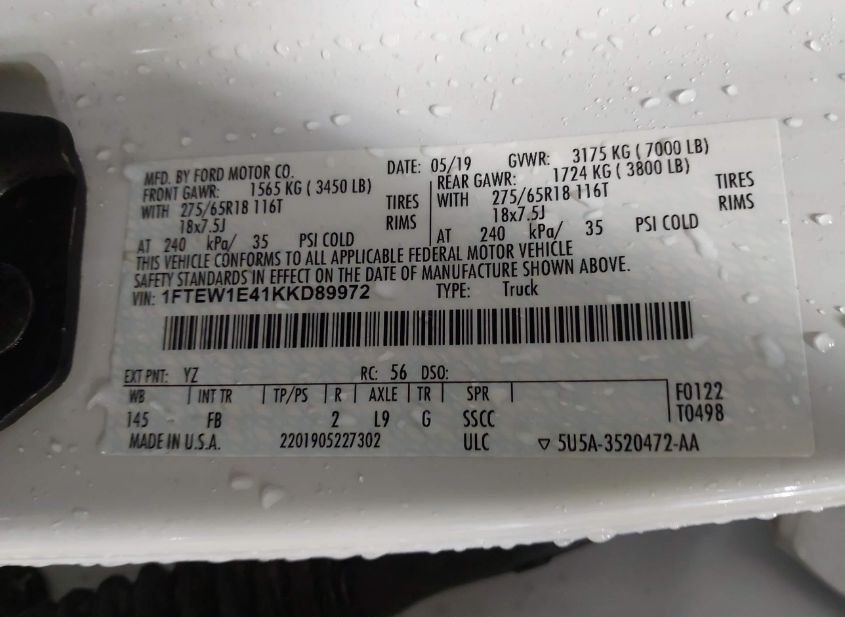 MFD. BY FORD MOTOR CO. DATE: 05/19 GVWR: 3175 KG ( 7000 LB)
FRONT GAWR: 1565 KG ( 3450 LB) REAR GAWR: 1724 KG ( 3800 LB)
WITH 275/65R18 116T TIRES WITH 275/65R18 116T TIRES
18x7.5J RIMS 18x7.5J RIMS
AT 240 kPa/ 35 PSI COLD AT 240 kPa/ 35 PSI COLD
THIS VEHICLE CONFORMS TO ALL APPLICABLE FEDERAL MOTOR VEHICLE
SAFETY STANDARDS IN EFFECT ON THE DATE OF MANUFACTURE SHOWN ABOVE.
VIN: 1FTEW1E41KKD89972 TYPE: Truck
EXT PNT: YZ RC: 56 DSO:
WB INT TR TP/PS R AXLE TR SPR F0122
145 FB 2 L9 G SSCC T0498
MADE IN U.S.A. 2201905227302 ULC ▽ 5U5A-3520472-AA